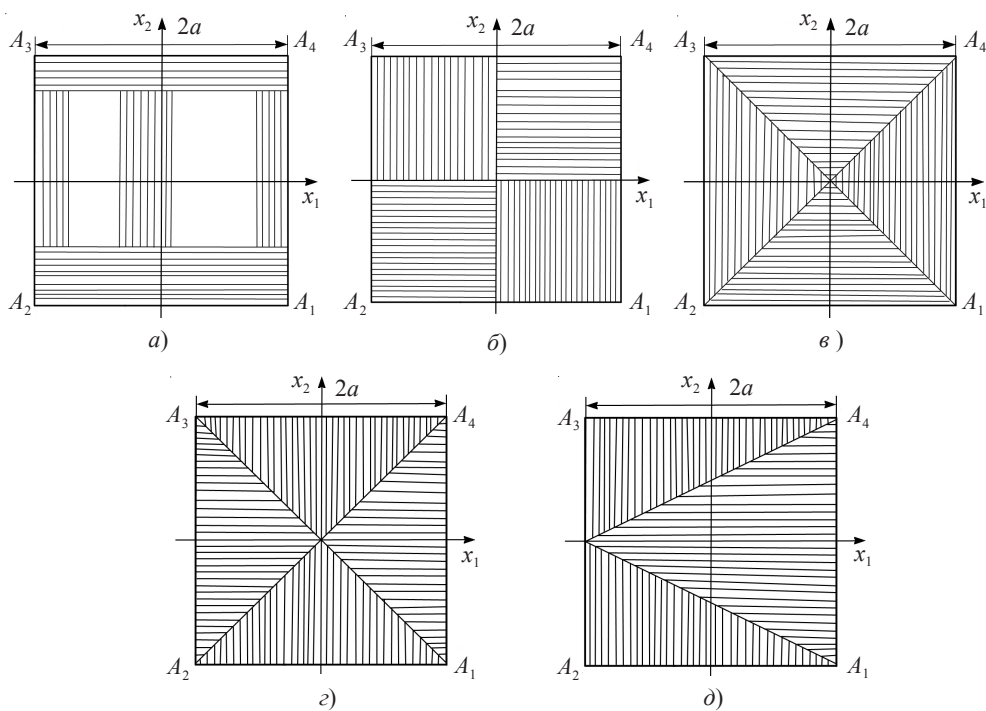 x₂ 2a x₂ 2a x₂ 2a
A₃ A₄ A₃ A₄ A₃ A₄
x₁ x₁ x₁
A₂ A₁ A₂ A₁ A₂ A₁
а) б) в )
x₂ 2a x₂ 2a
A₃ A₄ A₃ A₄
x₁ x₁
A₂ A₁ A₂ A₁
г) д)